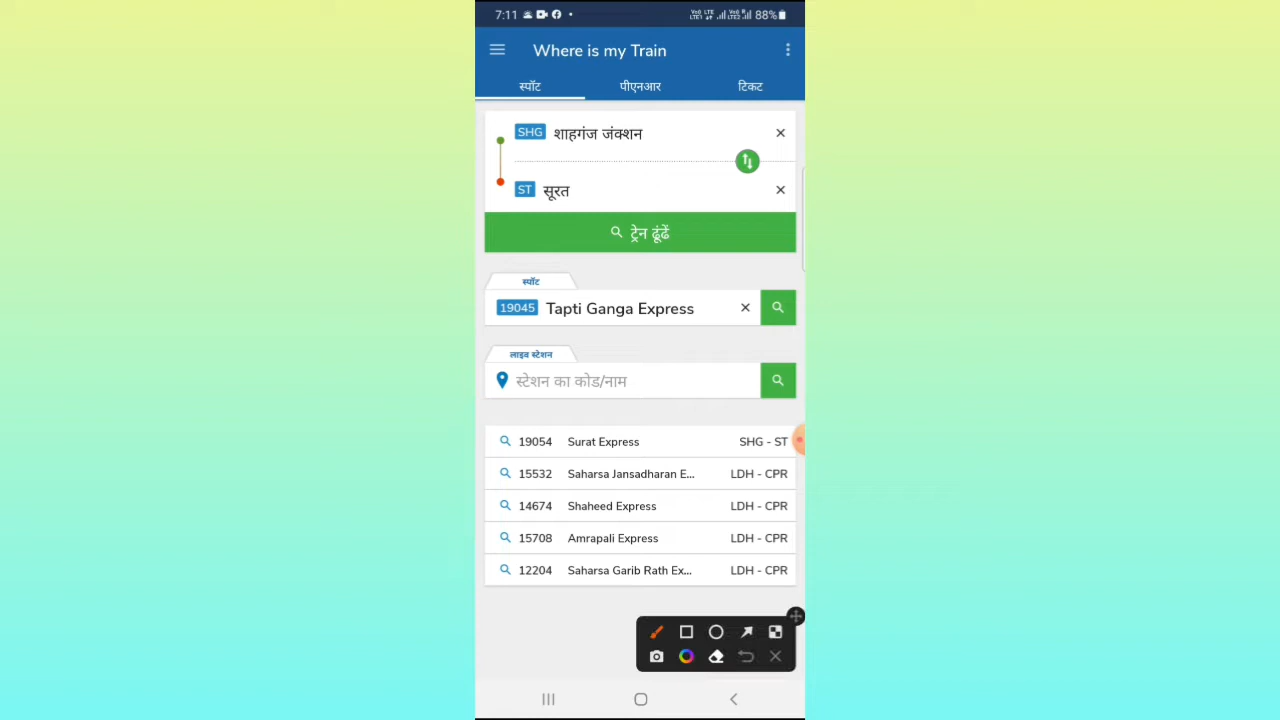 7:11
88%
Where is my Train
स्पॉट पीएनआर टिकट
SHG शाहगंज जंक्शन
ST सूरत
ट्रेन ढूंढें
स्पॉट
19045 Tapti Ganga Express
लाइव स्टेशन
स्टेशन का कोड/नाम
19054 Surat Express SHG - ST
15532 Saharsa Jansadharan E... LDH - CPR
14674 Shaheed Express LDH - CPR
15708 Amrapali Express LDH - CPR
12204 Saharsa Garib Rath Ex... LDH - CPR